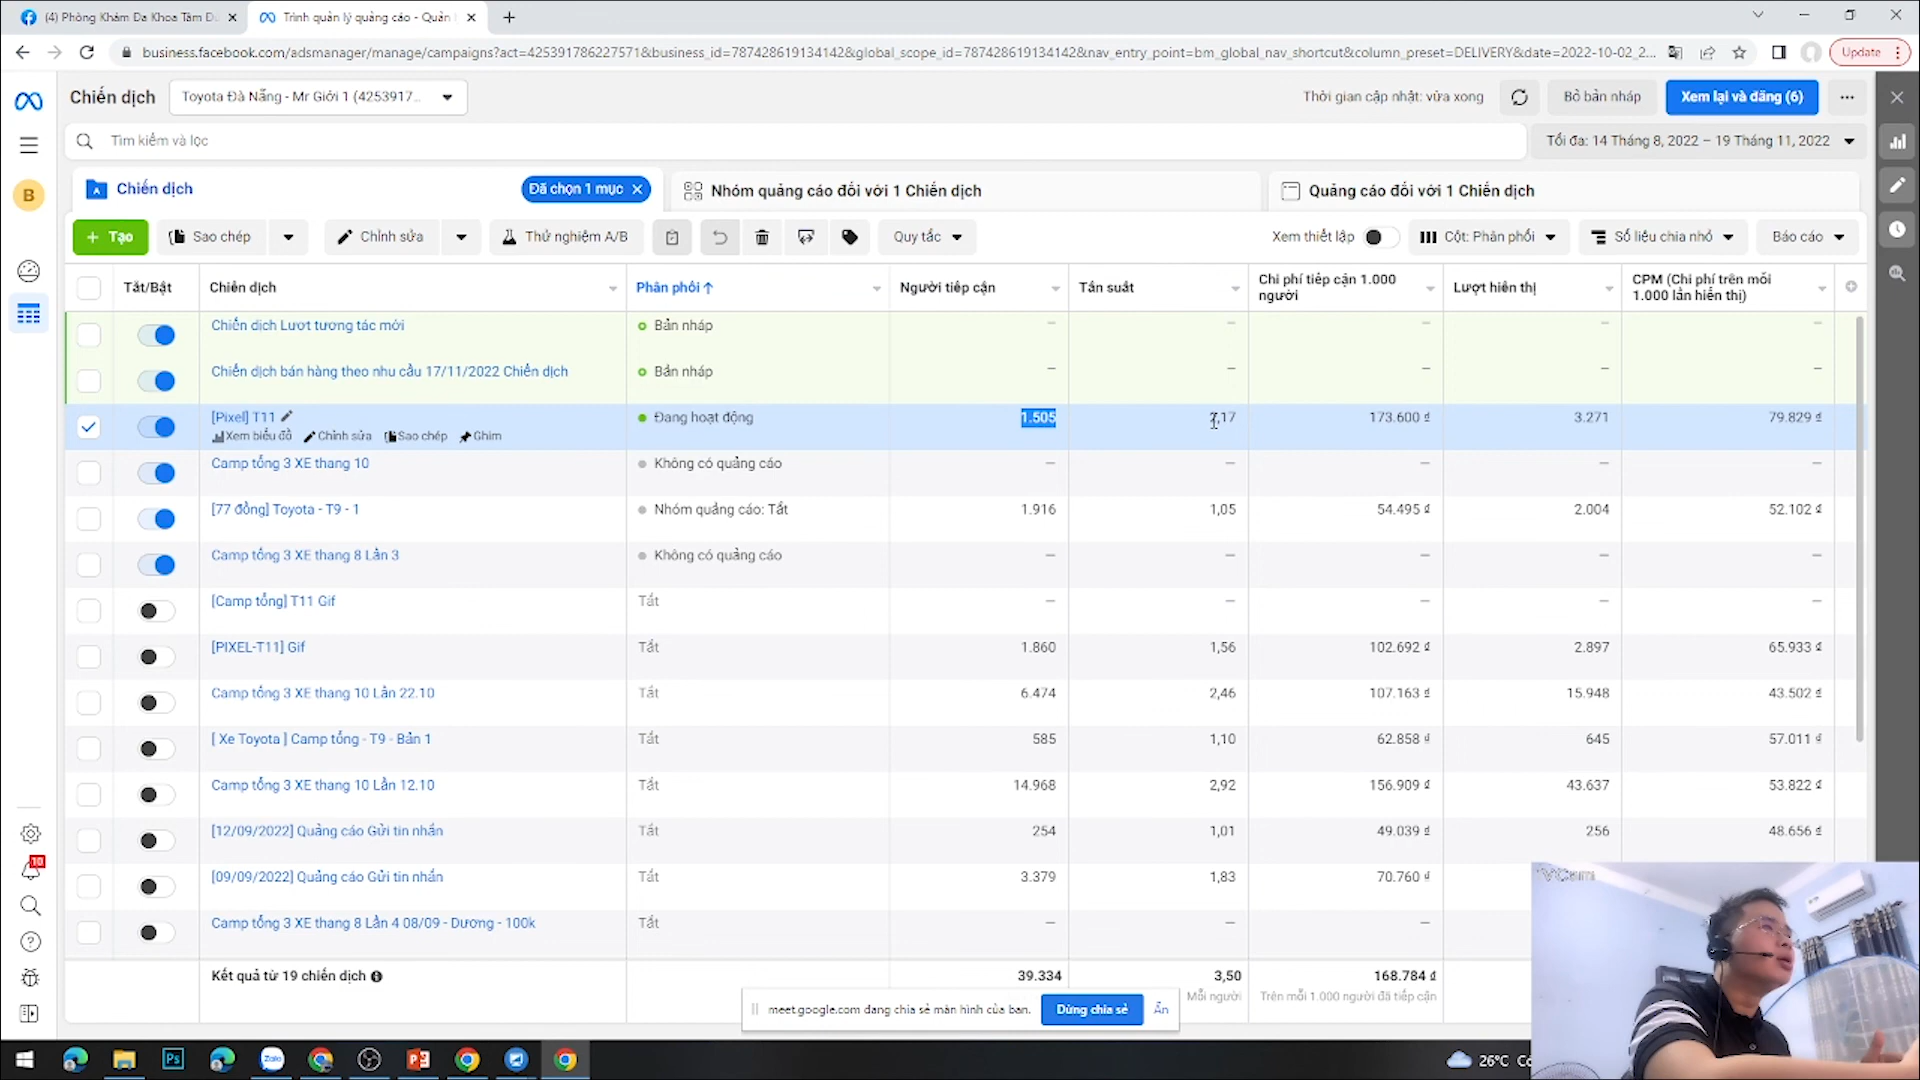 (4) Phòng Khám Đa Khoa Tâm Đ
Trình quản lý quảng cáo - Quản
business.facebook.com/adsmanager/manage/campaigns?act=425391786227571&business_id=787428619134142&global_scope_id=787428619134142&nav_entry_point=bm_global_nav_shortcut&column_preset=DELIVERY&date=2022-10-02_2...
Update
Chiến dịch
Toyota Đà Nẵng - Mr Giới 1 (4253917...
Thời gian cập nhật: vừa xong
Bỏ bản nháp
Xem lại và đăng (6)
Tìm kiếm và lọc
Tối đa: 14 Tháng 8, 2022 – 19 Tháng 11, 2022
B
Chiến dịch
Đã chọn 1 mục
Nhóm quảng cáo đối với 1 Chiến dịch
Quảng cáo đối với 1 Chiến dịch
+ Tạo
Sao chép
Chỉnh sửa
Thử nghiệm A/B
Quy tắc
Xem thiết lập
Cột: Phân phối
Số liệu chia nhỏ
Báo cáo
Tắt/Bật
Chiến dịch
Phân phối ↑
Người tiếp cận
Tần suất
Chi phí tiếp cận 1.000 người
Lượt hiển thị
CPM (Chi phí trên mỗi 1.000 lần hiển thị)
Chiến dịch Lượt tương tác mới
Bản nháp
— — — — —
Chiến dịch bán hàng theo nhu cầu 17/11/2022 Chiến dịch
Bản nháp
— — — — —
[Pixel] T11
Đang hoạt động
1.505
2,17
173.600 ₫
3.271
79.829 ₫
Xem biểu đồ
Chỉnh sửa
Sao chép
Ghim
Camp tổng 3 XE thang 10
Không có quảng cáo
— — — — —
[77 đồng] Toyota - T9 - 1
Nhóm quảng cáo: Tắt
1.916
1,05
54.495 ₫
2.004
52.102 ₫
Camp tổng 3 XE thang 8 Lần 3
Không có quảng cáo
— — — — —
[Camp tổng] T11 Gif
Tắt
— — — — —
[PIXEL-T11] Gif
Tắt
1.860
1,56
102.692 ₫
2.897
65.933 ₫
Camp tổng 3 XE thang 10 Lần 22.10
Tắt
6.474
2,46
107.163 ₫
15.948
43.502 ₫
[ Xe Toyota ] Camp tổng - T9 - Bản 1
Tắt
585
1,10
62.858 ₫
645
57.011 ₫
Camp tổng 3 XE thang 10 Lần 12.10
Tắt
14.968
2,92
156.909 ₫
43.637
53.822 ₫
[12/09/2022] Quảng cáo Gửi tin nhắn
Tắt
254
1,01
49.039 ₫
256
48.656 ₫
[09/09/2022] Quảng cáo Gửi tin nhắn
Tắt
3.379
1,83
70.760 ₫
Camp tổng 3 XE thang 8 Lần 4 08/09 - Dương - 100k
Tắt
— — —
Kết quả từ 19 chiến dịch
39.334
3,50
168.784 ₫
Mỗi người
Trên mỗi 1.000 người đã tiếp cận
meet.google.com đang chia sẻ màn hình của bạn.
Dừng chia sẻ
Ẩn
10
VCam
Ps
Zalo
26°C